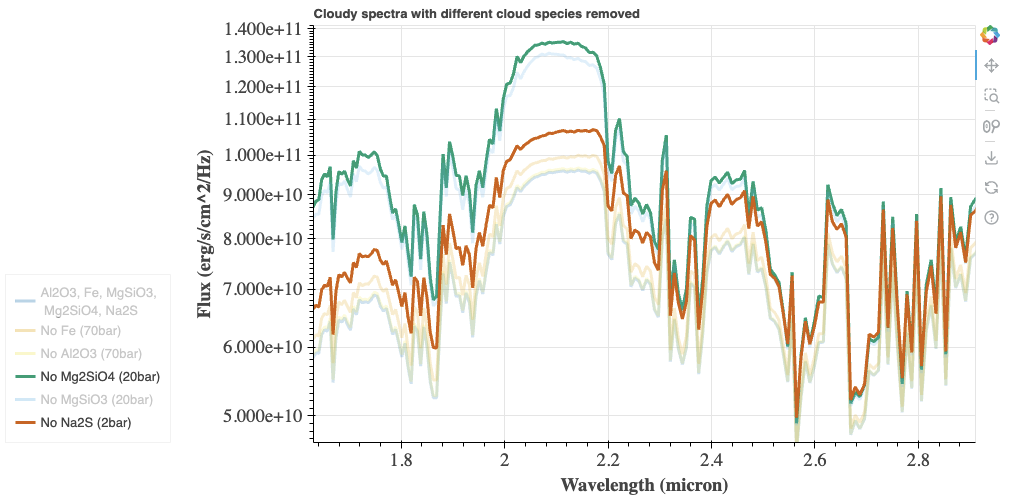 Cloudy spectra with different cloud species removed
1.400e+11
1.300e+11
1.200e+11
1.100e+11
1.000e+11
9.000e+10
8.000e+10
7.000e+10
6.000e+10
5.000e+10
Flux (erg/s/cm^2/Hz)
1.8
2
2.2
2.4
2.6
2.8
Wavelength (micron)
Al2O3, Fe, MgSiO3,
Mg2SiO4, Na2S
No Fe (70bar)
No Al2O3 (70bar)
No Mg2SiO4 (20bar)
No MgSiO3 (20bar)
No Na2S (2bar)